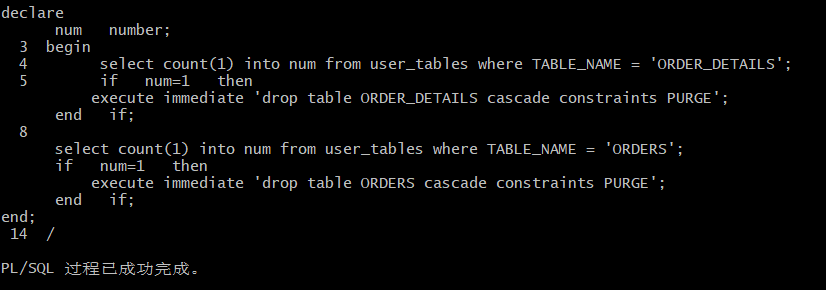 declare
      num   number;
  3  begin
  4        select count(1) into num from user_tables where TABLE_NAME = 'ORDER_DETAILS';
  5        if   num=1   then
          execute immediate 'drop table ORDER_DETAILS cascade constraints PURGE';
      end   if;
  8
      select count(1) into num from user_tables where TABLE_NAME = 'ORDERS';
      if   num=1   then
          execute immediate 'drop table ORDERS cascade constraints PURGE';
      end   if;
end;
 14  /
PL/SQL 过程已成功完成。